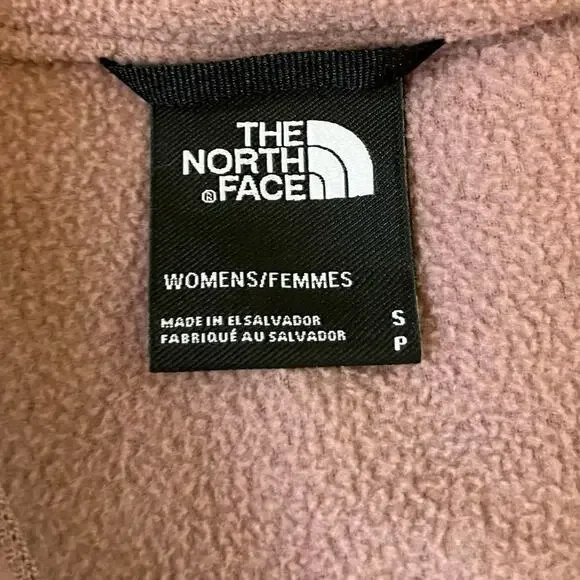 THE
NORTH
®FACE
WOMENS/FEMMES
MADE IN EL SALVADOR S
FABRIQUÉ AU SALVADOR P